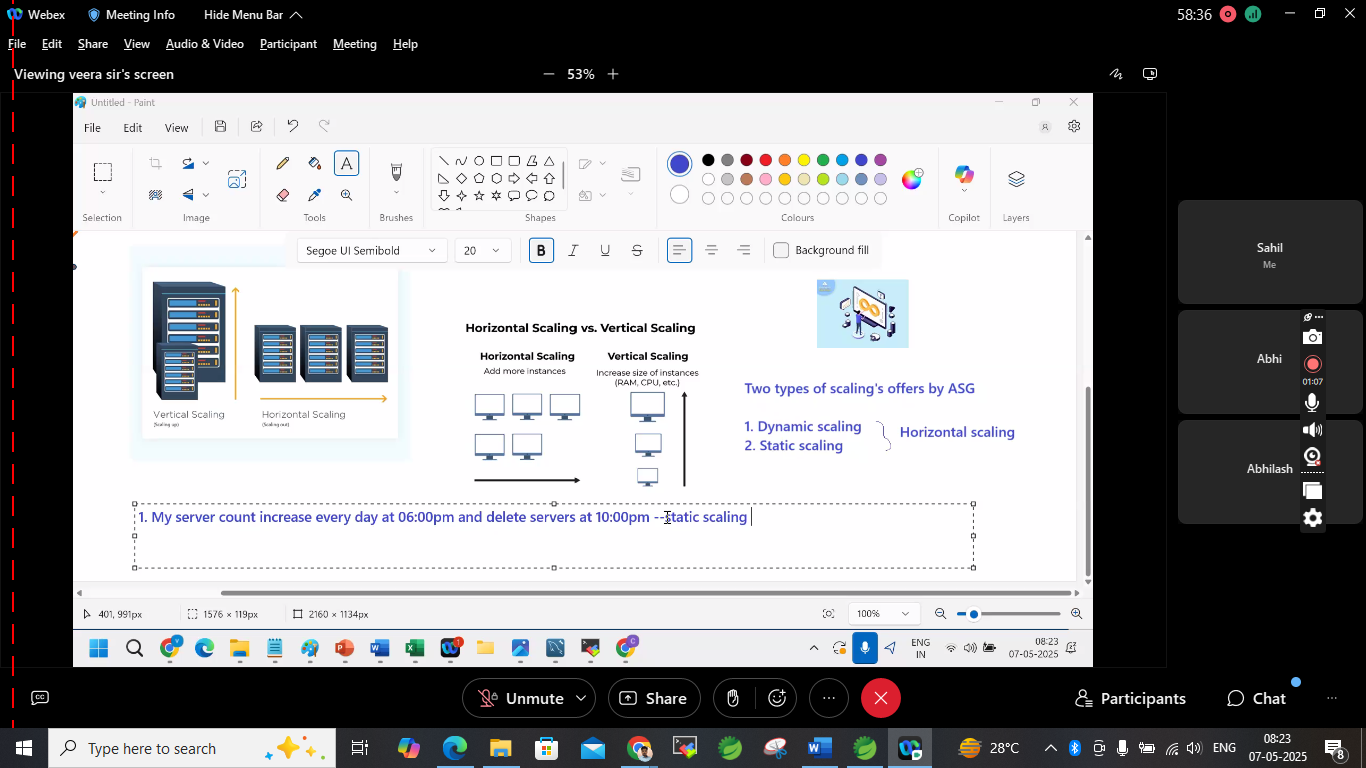 Webex
Meeting Info
Hide Menu Bar
58:36
File Edit Share View Audio & Video Participant Meeting Help
Viewing veera sir's screen
53%
Untitled - Paint
File Edit View
Selection
Image
Tools
Brushes
Shapes
Colours
Copilot
Layers
Segoe UI Semibold
20
B I U S
Background fill
Vertical Scaling
(Scaling up)
Horizontal Scaling
(Scaling out)
Horizontal Scaling vs. Vertical Scaling
Horizontal Scaling
Add more instances
Vertical Scaling
Increase size of instances
(RAM, CPU, etc.)
Two types of scaling's offers by ASG
1. Dynamic scaling
2. Static scaling
Horizontal scaling
1. My server count increase every day at 06:00pm and delete servers at 10:00pm --static scaling
Sahil
Me
Abhi
01:07
Abhilash
401, 991px
1576 × 119px
2160 × 1134px
100%
ENG
IN
08:23
07-05-2025
Unmute
Share
Participants
Chat
Type here to search
28°C
ENG
08:23
07-05-2025
8